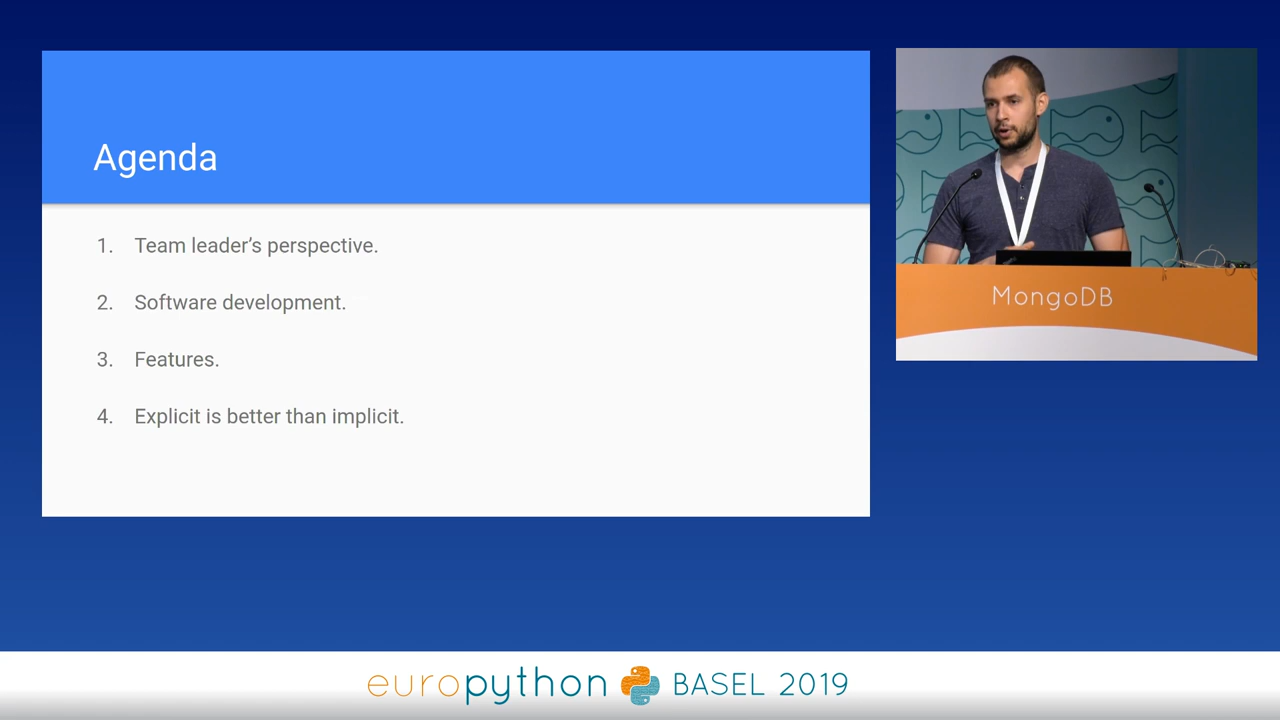 Agenda
1. Team leader’s perspective.
2. Software development.
3. Features.
4. Explicit is better than implicit.
MongoDB
europython BASEL 2019